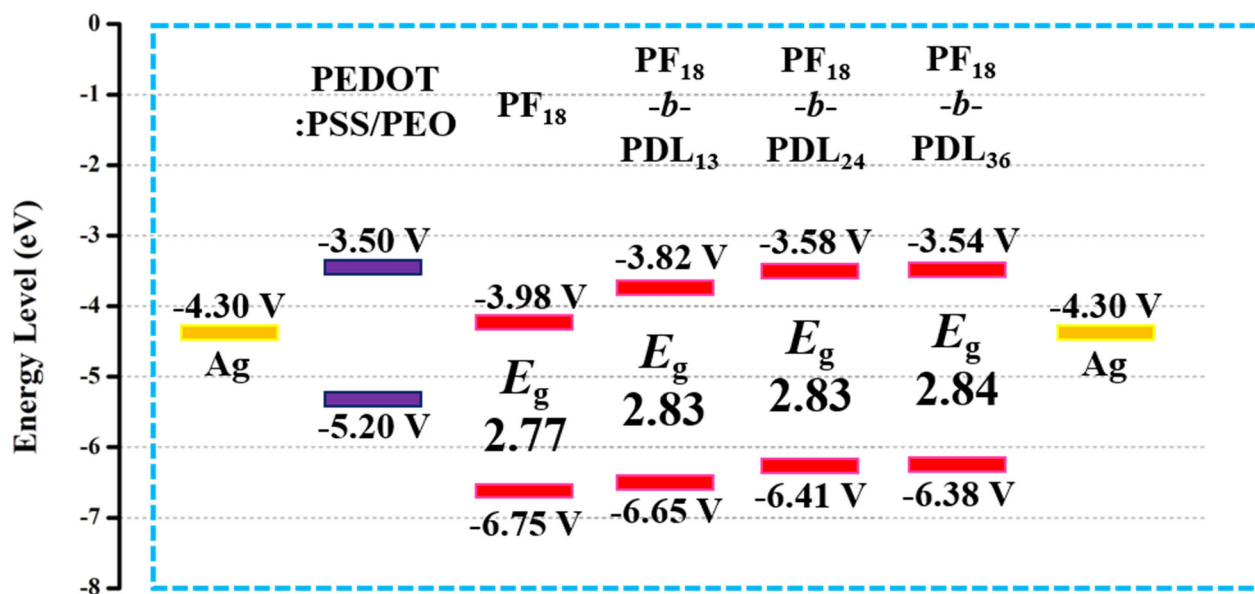 Energy Level (eV)
0
-1
-2
-3
-4
-5
-6
-7
-8
-4.30 V
Ag
PEDOT
:PSS/PEO
-3.50 V
-5.20 V
PF18
-3.98 V
Eg
2.77
-6.75 V
PF18
-b-
PDL13
-3.82 V
Eg
2.83
-6.65 V
PF18
-b-
PDL24
-3.58 V
Eg
2.83
-6.41 V
PF18
-b-
PDL36
-3.54 V
Eg
2.84
-6.38 V
-4.30 V
Ag